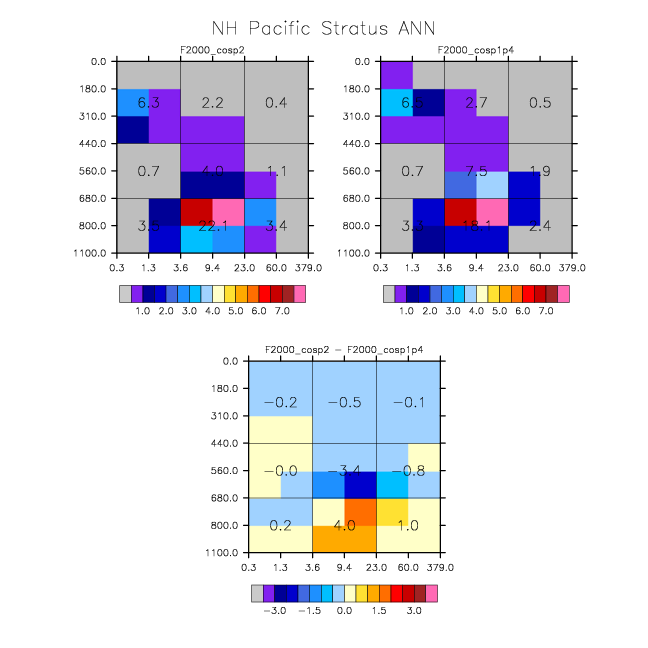 NH Pacific Stratus ANN
F2000_cosp2
0.0
180.0
310.0
440.0
560.0
680.0
800.0
1100.0
6.3 2.2 0.4
0.7 4.0 1.1
22.1 3.4
0.3 1.3 3.6 9.4 23.0 60.0 379.0
1.0 2.0 3.0 4.0 5.0 6.0 7.0
F2000_cosp1p4
0.0
180.0
310.0
440.0
560.0
680.0
800.0
1100.0
2.7 0.5
0.7 7.5 1.9
18.1 2.4
0.3 1.3 3.6 9.4 23.0 60.0 379.0
1.0 2.0 3.0 4.0 5.0 6.0 7.0
F2000_cosp2 − F2000_cosp1p4
0.0
180.0
310.0
440.0
560.0
680.0
800.0
1100.0
−0.2 −0.5 −0.1
−0.0 −3.4 −0.8
0.2 4.0 1.0
0.3 1.3 3.6 9.4 23.0 60.0 379.0
−3.0 −1.5 0.0 1.5 3.0